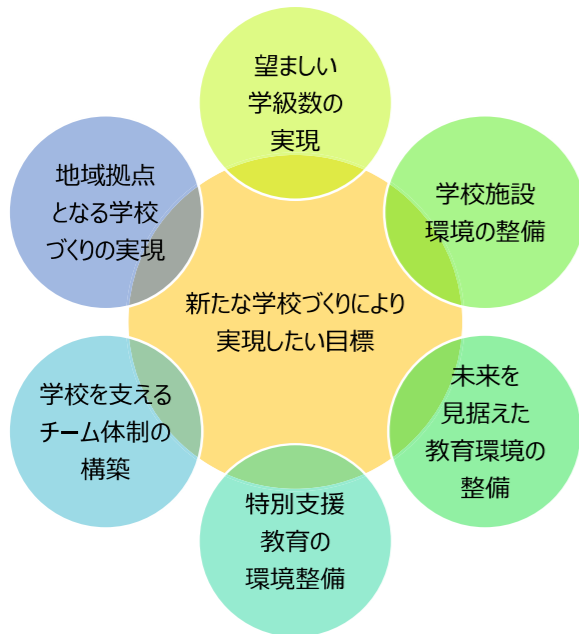 望ましい
学級数の
実現
学校施設
環境の整備
未来を
見据えた
教育環境の
整備
特別支援
教育の
環境整備
学校を支える
チーム体制の
構築
地域拠点
となる学校
づくりの実現
新たな学校づくりにより
実現したい目標